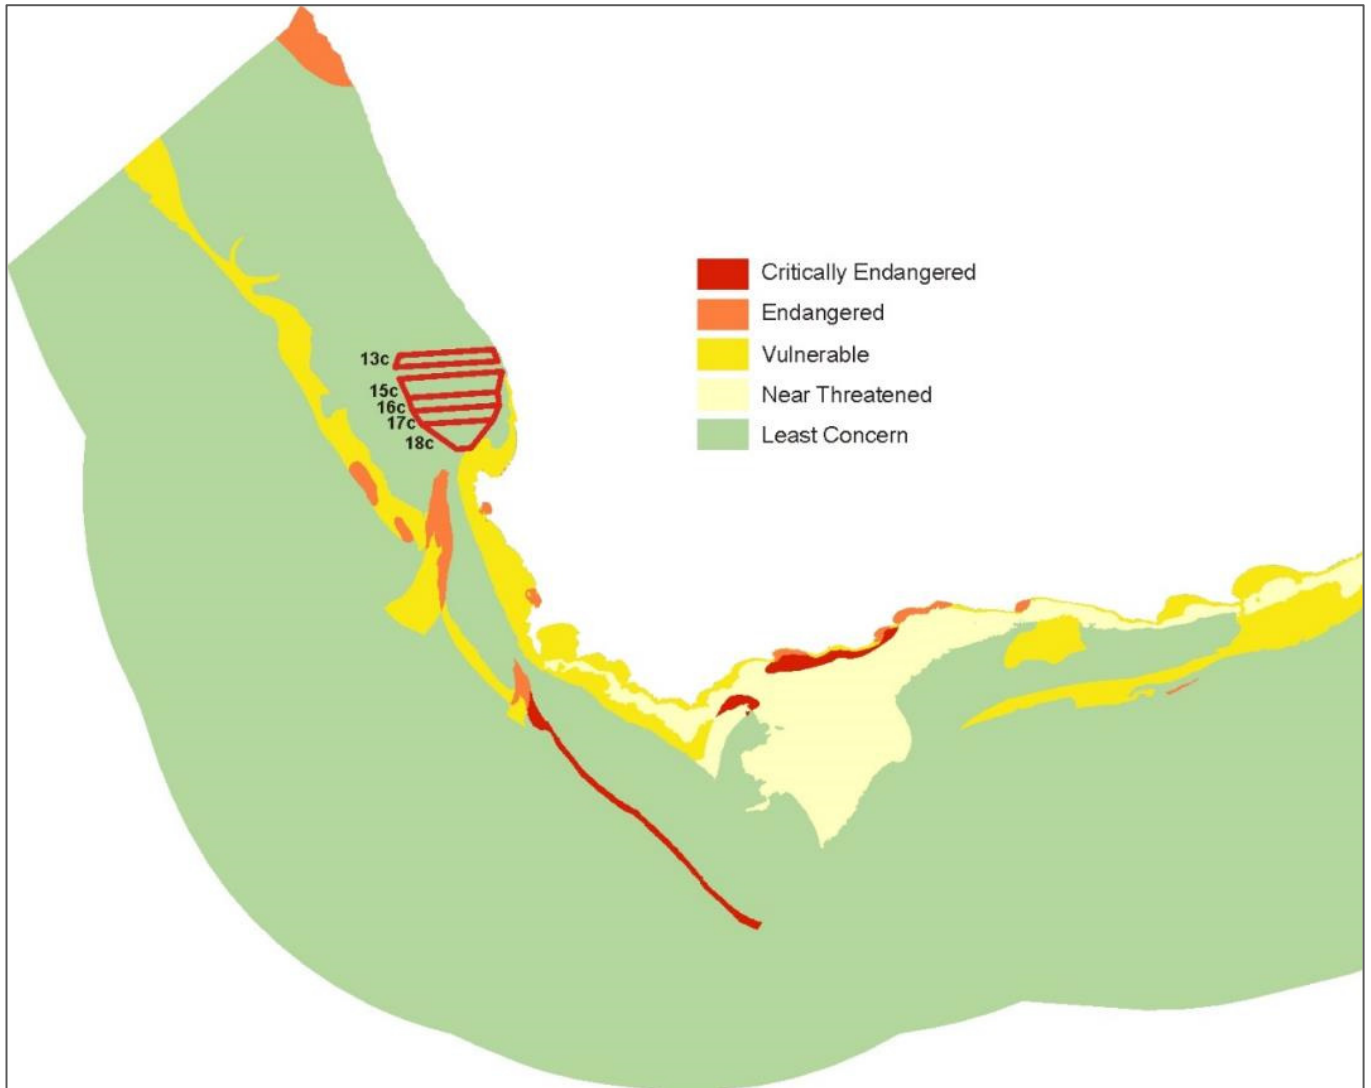 Critically Endangered
Endangered
Vulnerable
Near Threatened
Least Concern
13c
15c
16c
17c
18c